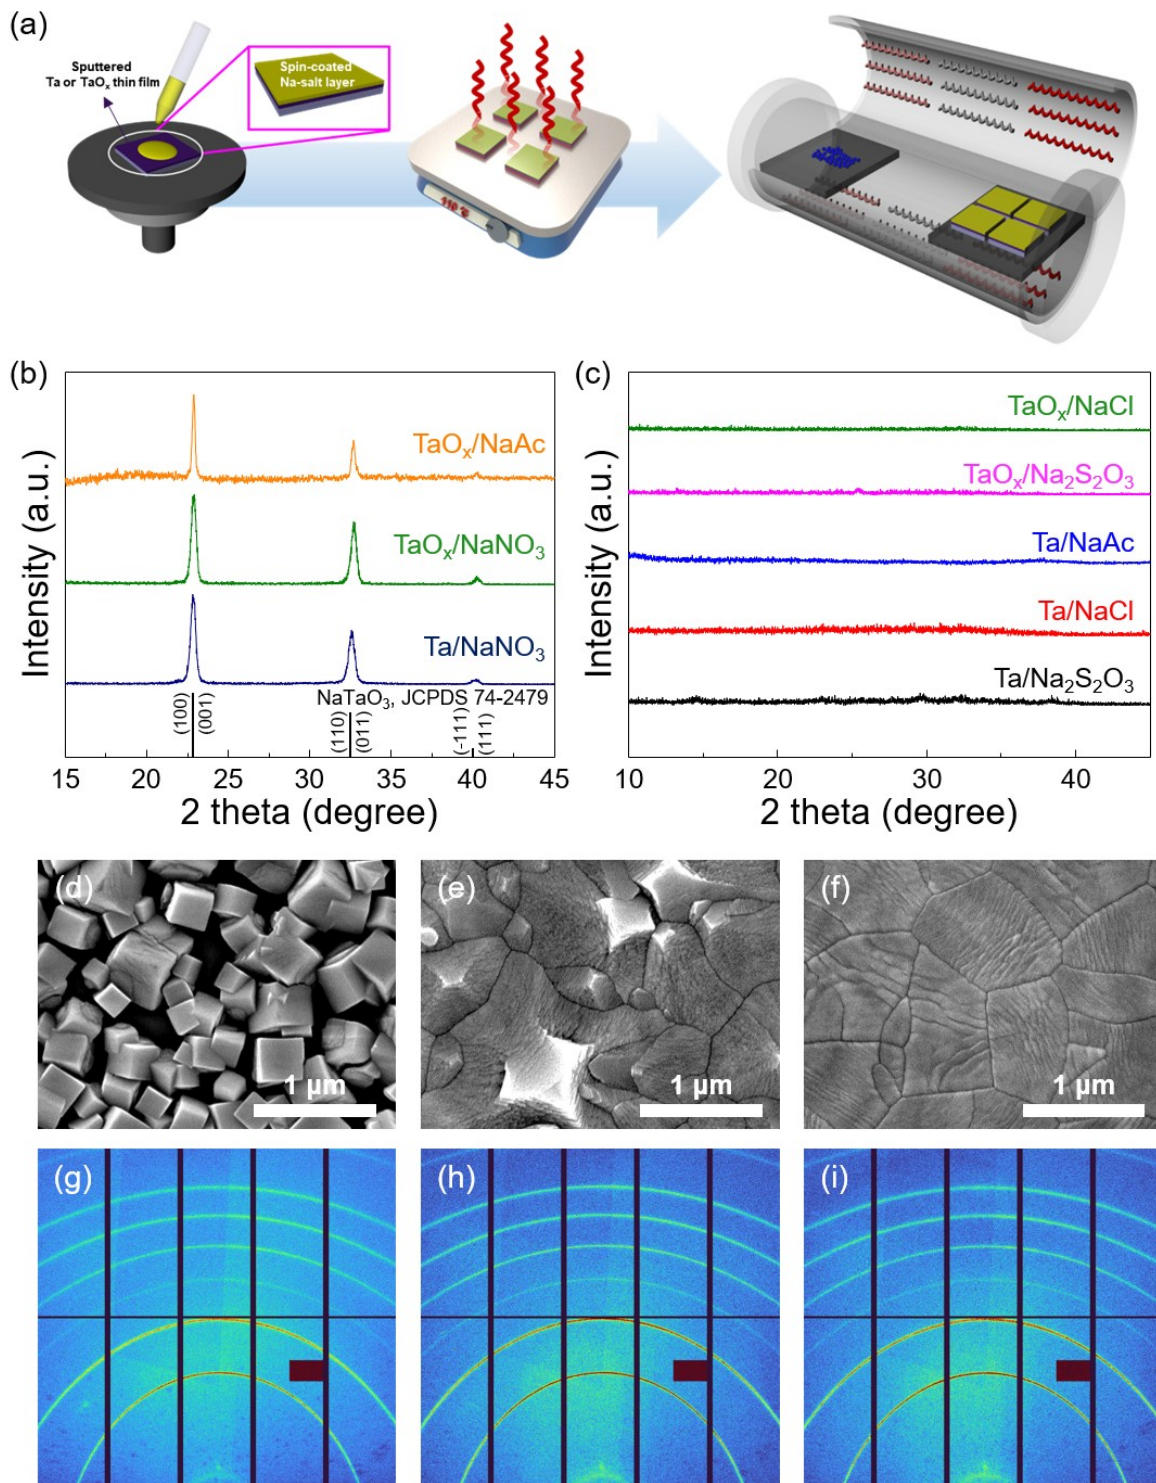 (a)
Sputtered
Ta or TaOₓ thin film
Spin-coated
Na-salt layer
110 °C
(b)
Intensity (a.u.)
TaOₓ/NaAc
TaOₓ/NaNO₃
Ta/NaNO₃
NaTaO₃, JCPDS 74-2479
(100)
(001)
(110)
(011)
(-111)
(111)
15 20 25 30 35 40 45
2 theta (degree)
(c)
Intensity (a.u.)
TaOₓ/NaCl
TaOₓ/Na₂S₂O₃
Ta/NaAc
Ta/NaCl
Ta/Na₂S₂O₃
10 20 30 40
2 theta (degree)
(d)
1 µm
(e)
1 µm
(f)
1 µm
(g)
(h)
(i)